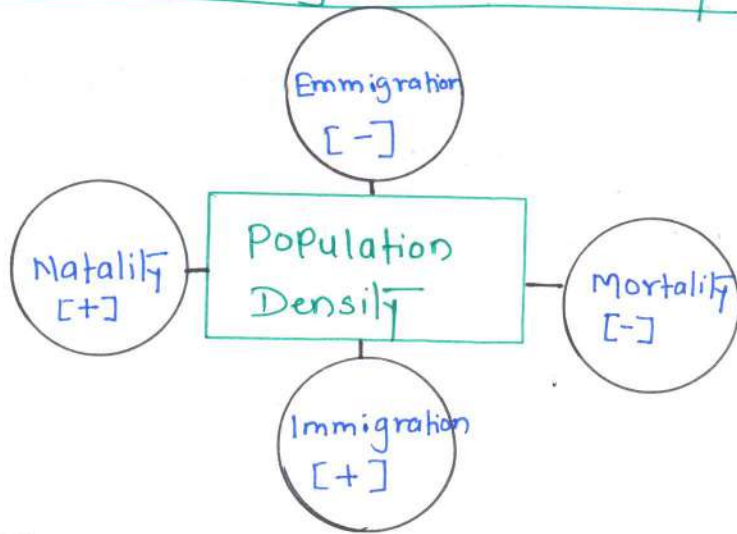 Emmigration
[-]
Natality
[+]
Population
Density
Mortality
[-]
Immigration
[+]